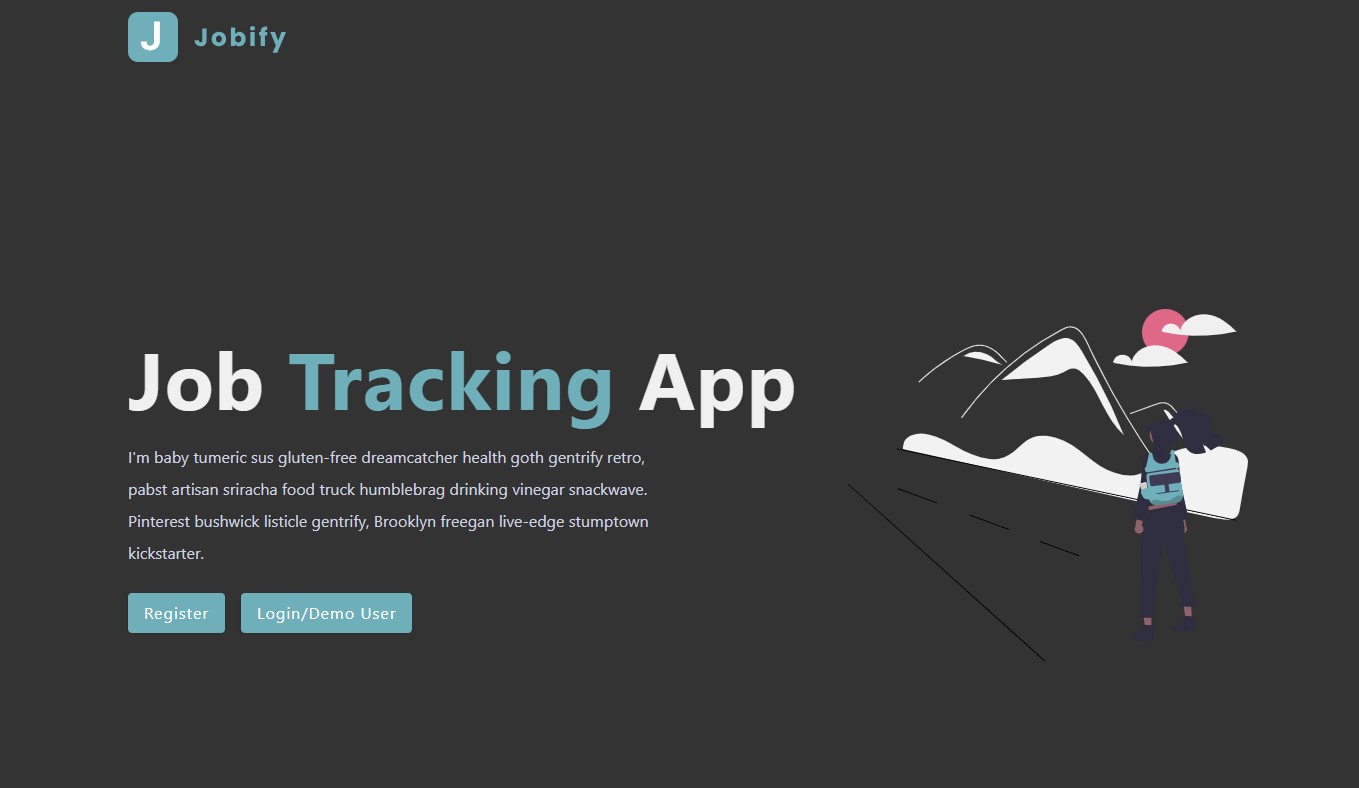 J Jobify
Job Tracking App
I'm baby tumeric sus gluten-free dreamcatcher health goth gentrify retro,
pabst artisan sriracha food truck humblebrag drinking vinegar snackwave.
Pinterest bushwick listicle gentrify, Brooklyn freegan live-edge stumptown
kickstarter.
Register Login/Demo User